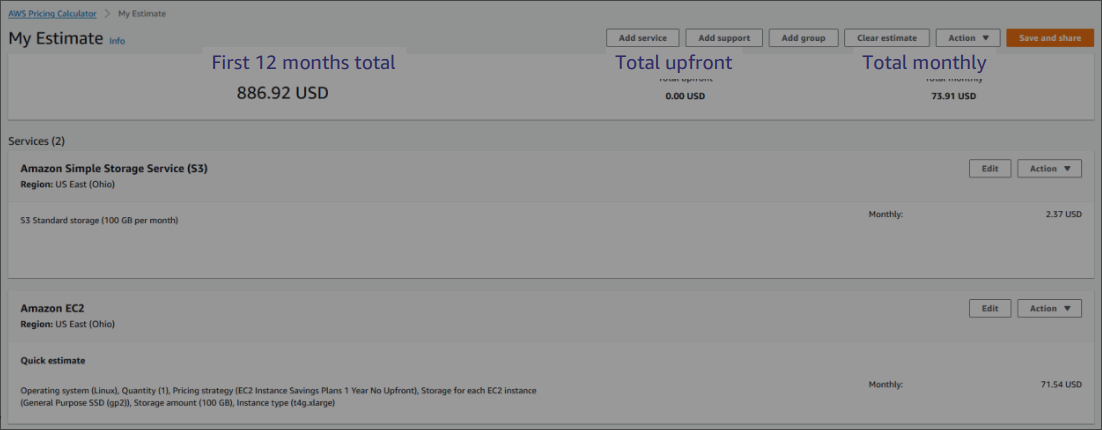 AWS Pricing Calculator > My Estimate
My Estimate Info
Add service
Add support
Add group
Clear estimate
Action ▼
Save and share
First 12 months total
Total upfront
Total monthly
Total upfront
Total monthly
886.92 USD
0.00 USD
73.91 USD
Services (2)
Amazon Simple Storage Service (S3)
Edit
Action ▼
Region: US East (Ohio)
S3 Standard storage (100 GB per month)
Monthly:
2.37 USD
Amazon EC2
Edit
Action ▼
Region: US East (Ohio)
Quick estimate
Operating system (Linux), Quantity (1), Pricing strategy (EC2 Instance Savings Plans 1 Year No Upfront), Storage for each EC2 instance
(General Purpose SSD (gp2)), Storage amount (100 GB), Instance type (t4g.xlarge)
Monthly:
71.54 USD